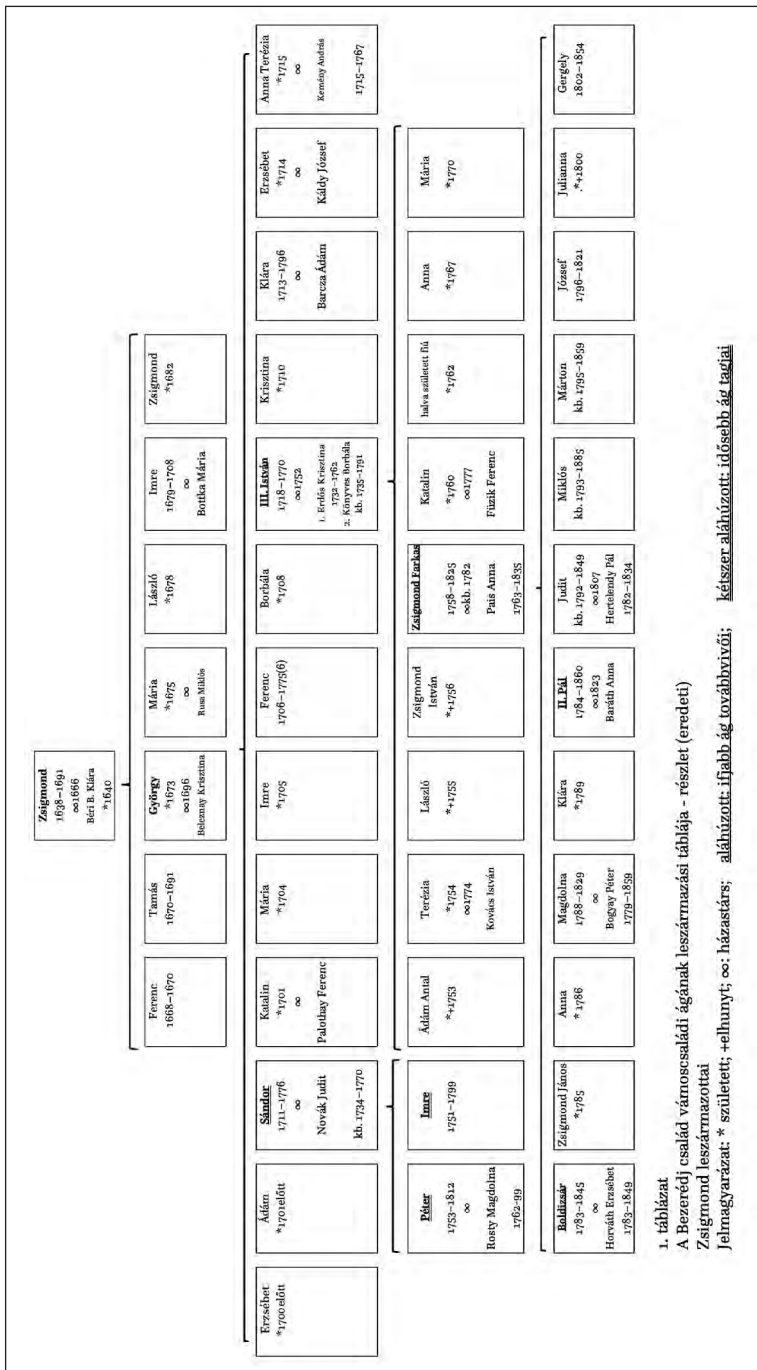 Zsigmond
1638–1691
∞1666
Béri B. Klára
*1640
Ferenc
1668–1670
Tamás
1670–1691
György
*1673
∞1696
Beleznay Krisztina
Mária
*1675
∞
Rusa Miklós
László
*1678
Imre
1679–1708
∞
Bottka Mária
Zsigmond
*1682
Erzsébet
*1700 előtt
Ádám
*1701 előtt
Sándor
1711–1776
∞
Novák Judit
kb. 1734–1770
Katalin
*1701
∞
Palothay Ferenc
Mária
*1704
Imre
*1705
Ferenc
1706–1775(6)
Borbála
*1708
III. István
1718–1770
∞1752
1. Erdős Krisztina
1732–1762
2. Könyves Borbála
kb. 1735–1791
Krisztina
*1710
Klára
1713–1796
∞
Barcza Ádám
Erzsébet
*1714
∞
Káldy József
Anna Terézia
*1715
∞
Kemény András
1715–1767
Péter
1753–1812
∞
Rosty Magdolna
1762-99
Imre
1751–1799
Ádám Antal
*+1753
Terézia
*1754
∞1774
Kovács István
László
*+1755
Zsigmond
István
*+1756
Zsigmond Farkas
1758–1825
∞kb. 1782
Pais Anna
1763–1835
Katalin
*1760
∞1777
Füzik Ferenc
halva született fiú
*1762
Anna
*1767
Mária
*1770
Boldizsár
1783–1845
∞
Horváth Erzsébet
1783–1849
Zsigmond János
*1785
Anna
* 1786
Magdolna
1788–1829
∞
Bogyay Péter
1779–1859
Klára
*1789
II. Pál
1784–1860
∞1823
Baráth Anna
Judit
kb. 1792–1849
∞1807
Hertelendy Pál
1782–1834
Miklós
kb. 1793–1885
Márton
kb. 1795–1859
József
1796–1821
Julianna
.*+1800
Gergely
1802–1854
1. táblázat
A Bezerédj család vámoscsaládi ágának leszármazási táblája - részlet (eredeti)
Zsigmond leszármazottai
Jelmagyarázat: * született; +elhunyt; ∞: házastárs; aláhúzott: ifjabb ág továbbvivői; kétszer aláhúzott: idősebb ág tagjai